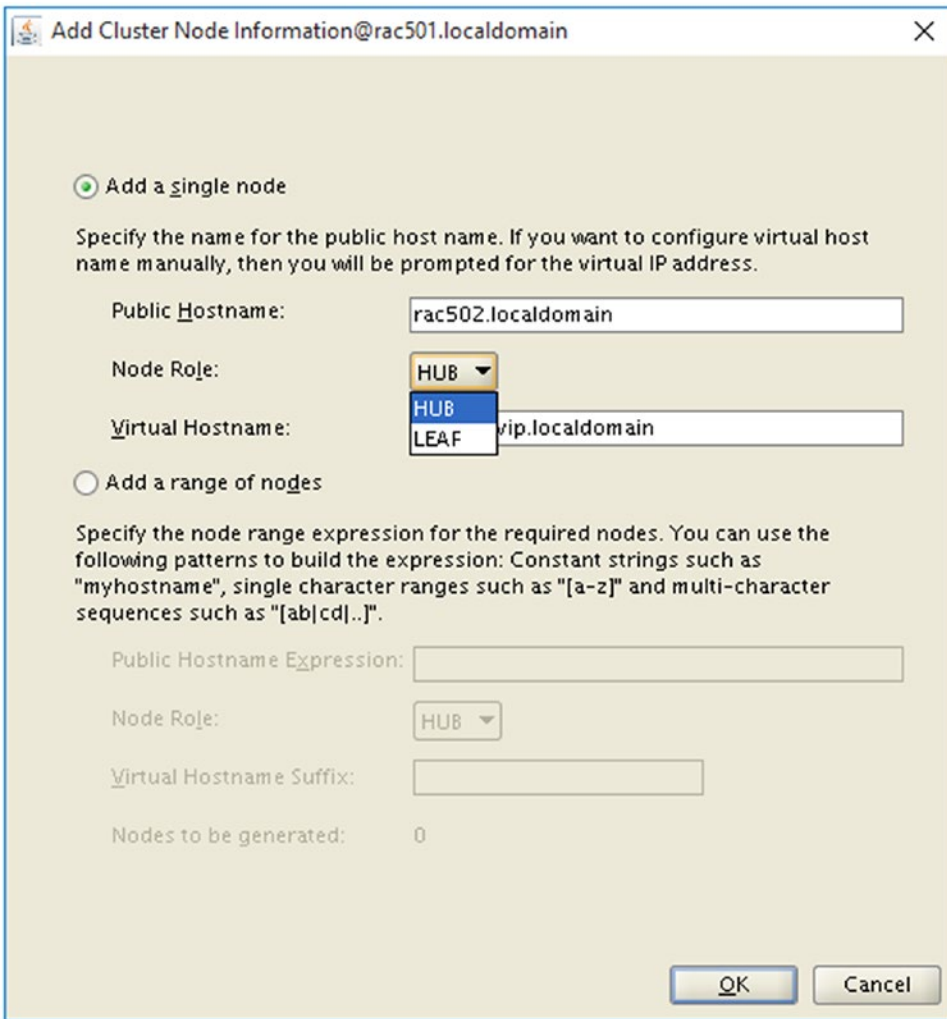 Add Cluster Node Information@rac501.localdomain
Add a single node
Specify the name for the public host name. If you want to configure virtual host
name manually, then you will be prompted for the virtual IP address.
Public Hostname: rac502.localdomain
Node Role: HUB
HUB
LEAF
Virtual Hostname: vip.localdomain
Add a range of nodes
Specify the node range expression for the required nodes. You can use the
following patterns to build the expression: Constant strings such as
"myhostname", single character ranges such as "[a-z]" and multi-character
sequences such as "[ab|cd|..]".
Public Hostname Expression:
Node Role: HUB
Virtual Hostname Suffix:
Nodes to be generated: 0
OK Cancel